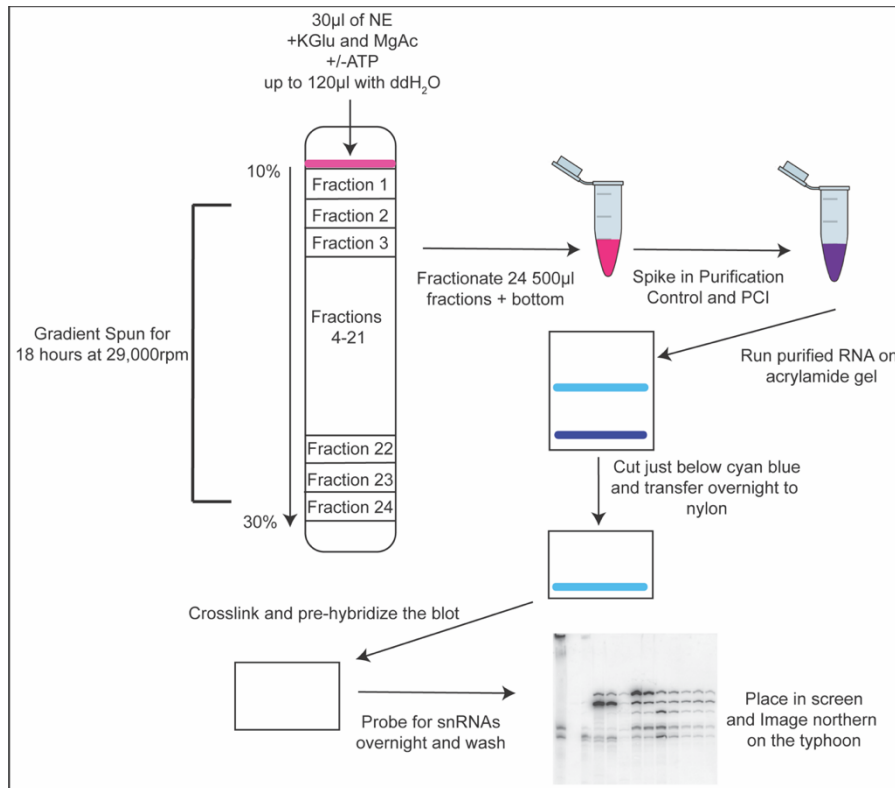 30µl of NE
+KGlu and MgAc
+/-ATP
up to 120µl with ddH₂O
10%
Fraction 1
Fraction 2
Fraction 3
Fractionate 24 500µl
fractions + bottom
Spike in Purification
Control and PCI
Gradient Spun for
18 hours at 29,000rpm
Fractions
4-21
Run purified RNA on
acrylamide gel
Fraction 22
Fraction 23
Fraction 24
30%
Cut just below cyan blue
and transfer overnight to
nylon
Crosslink and pre-hybridize the blot
Probe for snRNAs
overnight and wash
Place in screen
and Image northern
on the typhoon